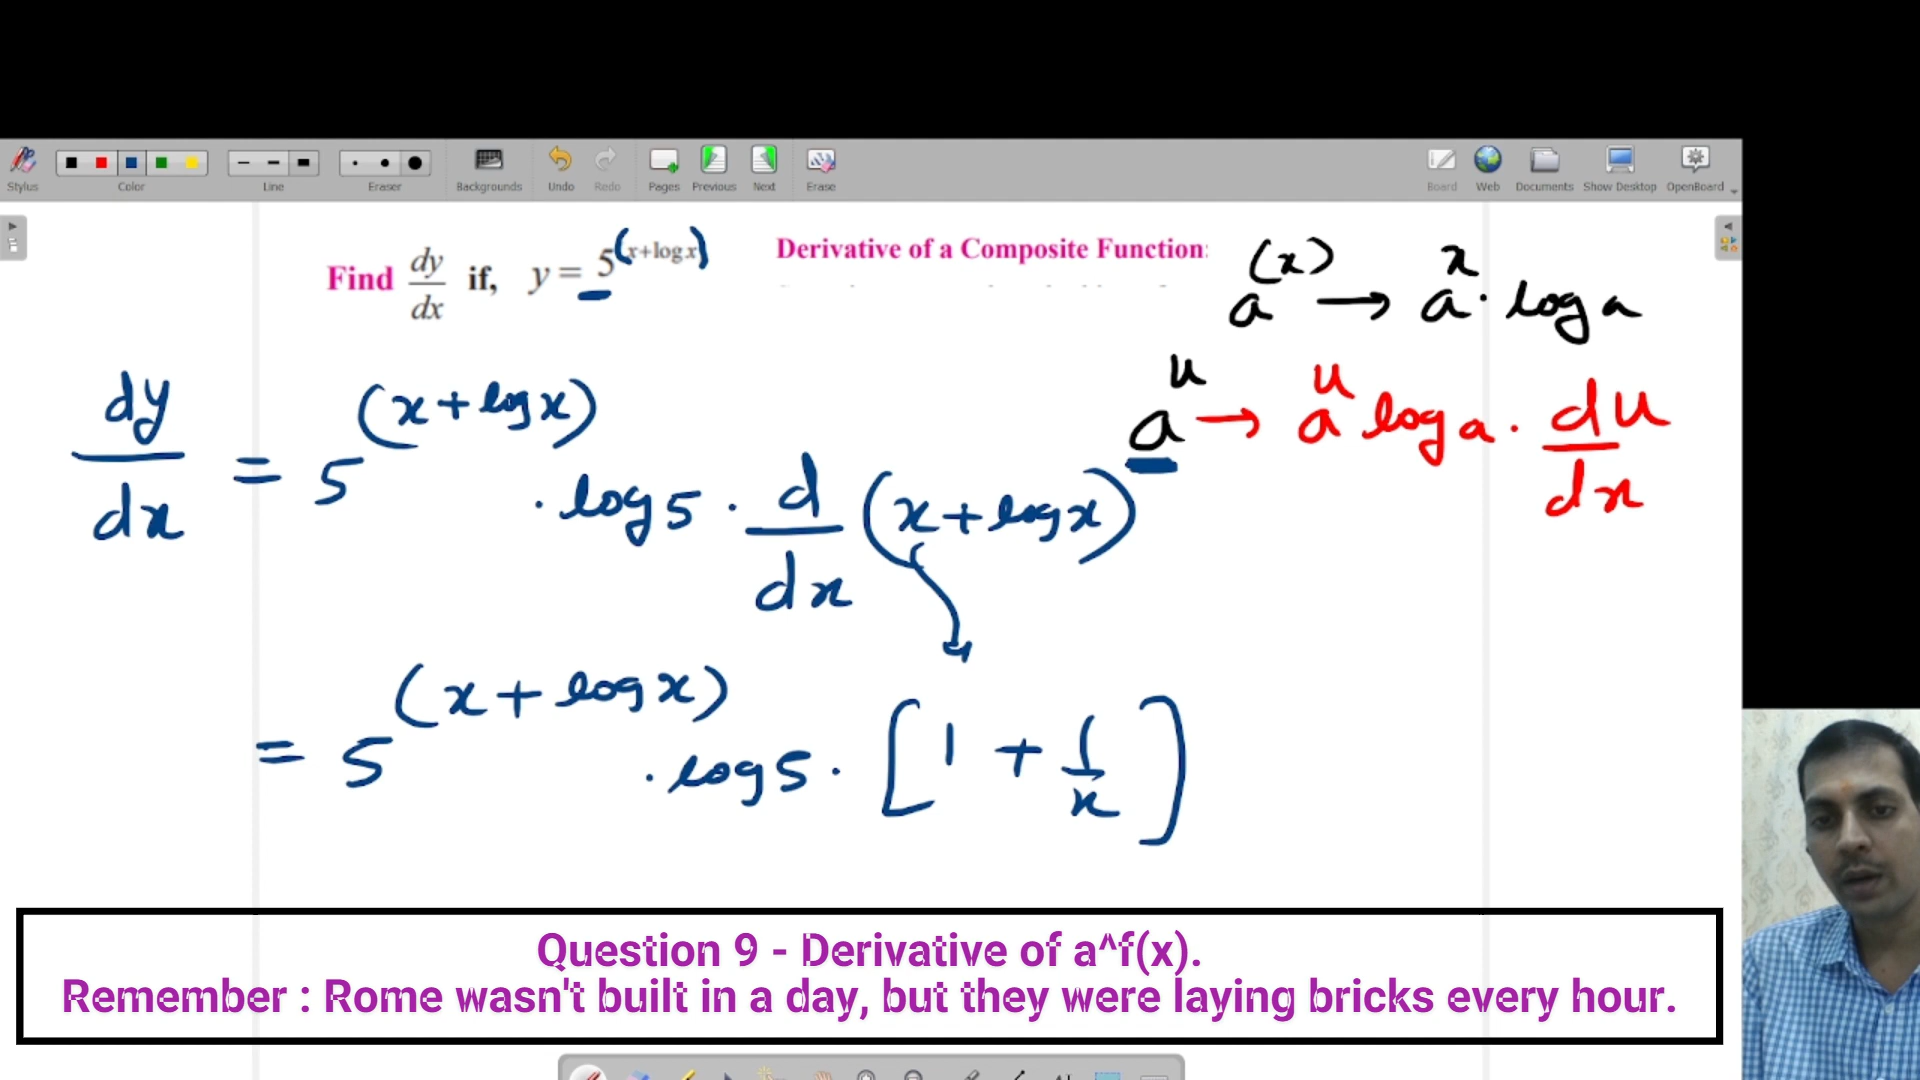 Stylus Color Line Eraser Backgrounds Undo Redo Pages Previous Next Erase Board Web Documents Show Desktop OpenBoard
Find dy/dx if, y = 5^(x+log x)
Derivative of a Composite Function:
a^(x) → a^x · log a
a^u → a^u log a · du/dx
dy/dx = 5^(x+log x) · log 5 · d/dx (x+log x)
= 5^(x+log x) · log 5 · [1 + 1/x]
Question 9 - Derivative of a^f(x).
Remember : Rome wasn't built in a day, but they were laying bricks every hour.